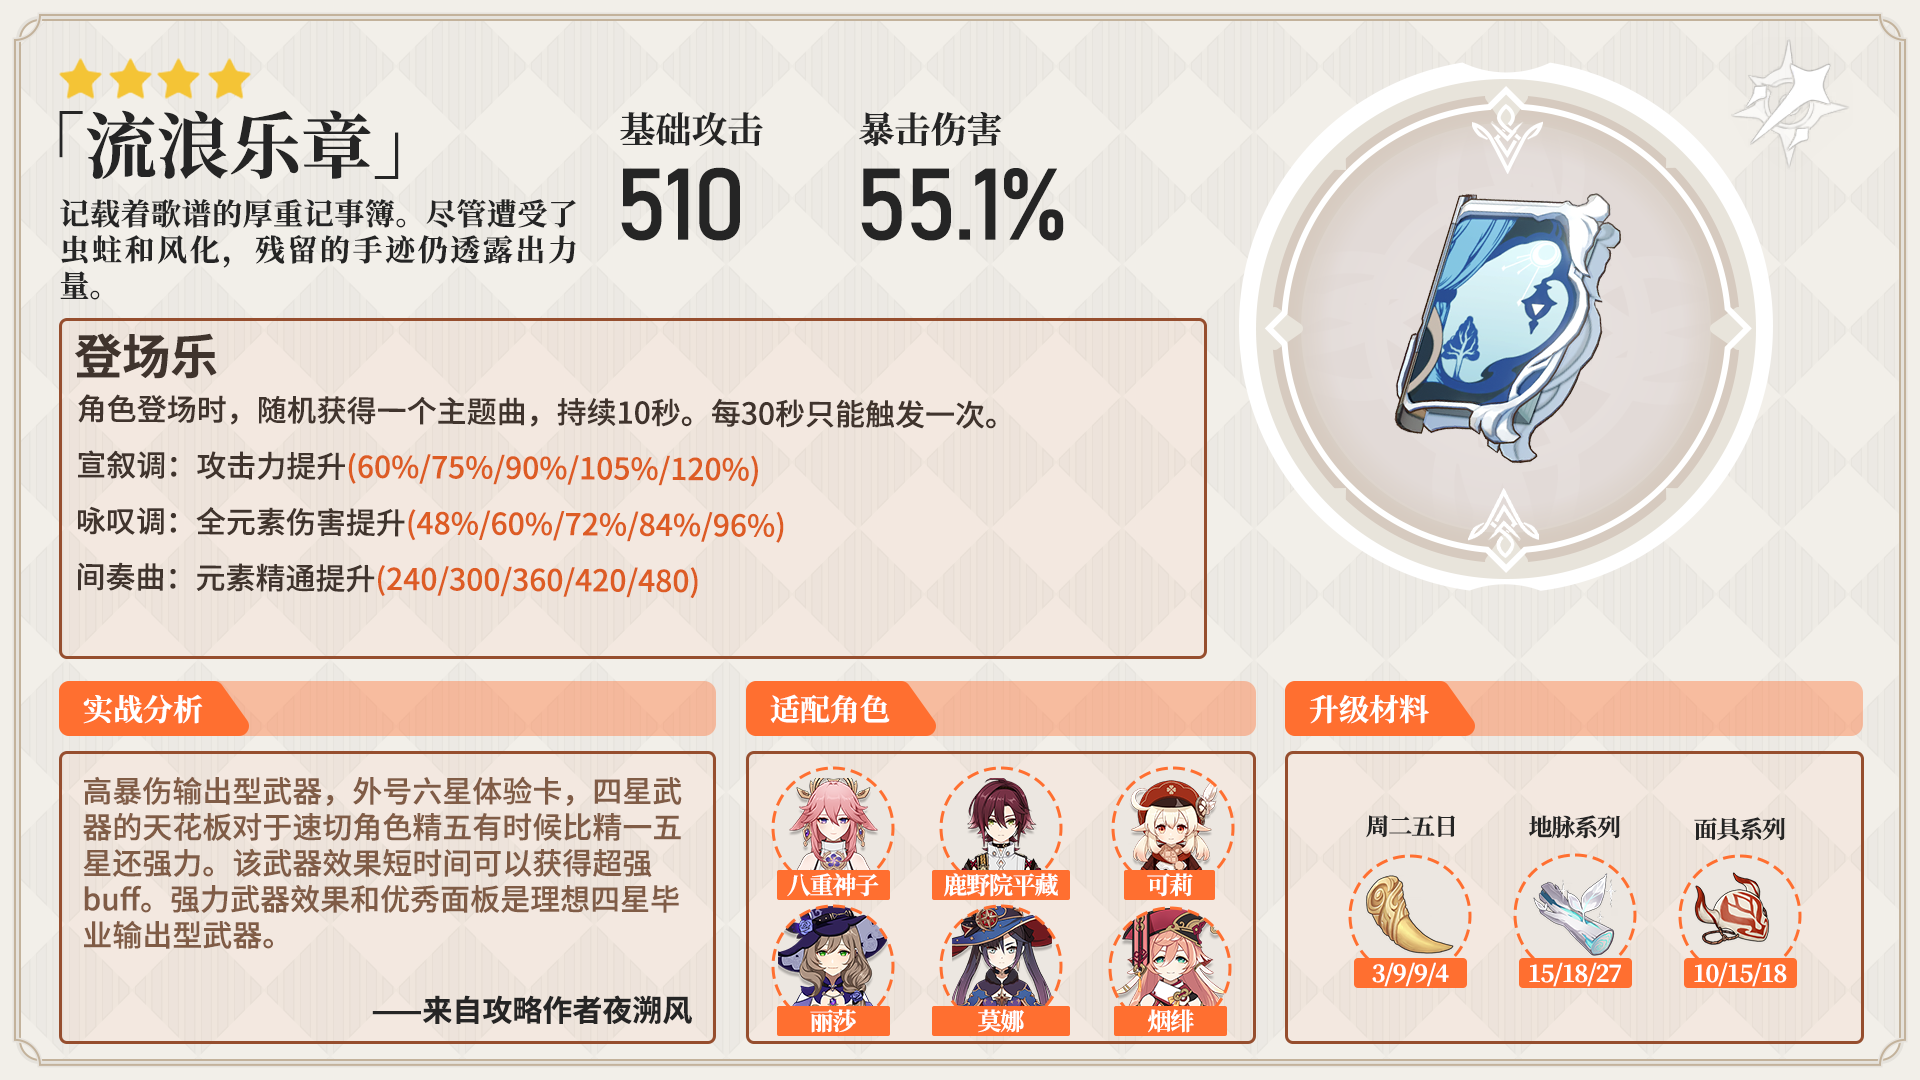 「流浪乐章」
记载着歌谱的厚重记事簿。尽管遭受了
虫蛀和风化，残留的手迹仍透露出力
量。
基础攻击
510
暴击伤害
55.1%
登场乐
角色登场时，随机获得一个主题曲，持续10秒。每30秒只能触发一次。
宣叙调：攻击力提升(60%/75%/90%/105%/120%)
咏叹调：全元素伤害提升(48%/60%/72%/84%/96%)
间奏曲：元素精通提升(240/300/360/420/480)
实战分析
高暴伤输出型武器，外号六星体验卡，四星武
器的天花板对于速切角色精五有时候比精一五
星还强力。该武器效果短时间可以获得超强
buff。强力武器效果和优秀面板是理想四星毕
业输出型武器。
——来自攻略作者夜溯风
适配角色
八重神子
鹿野院平藏
可莉
丽莎
莫娜
烟绯
升级材料
周二五日
地脉系列
面具系列
3/9/9/4
15/18/27
10/15/18